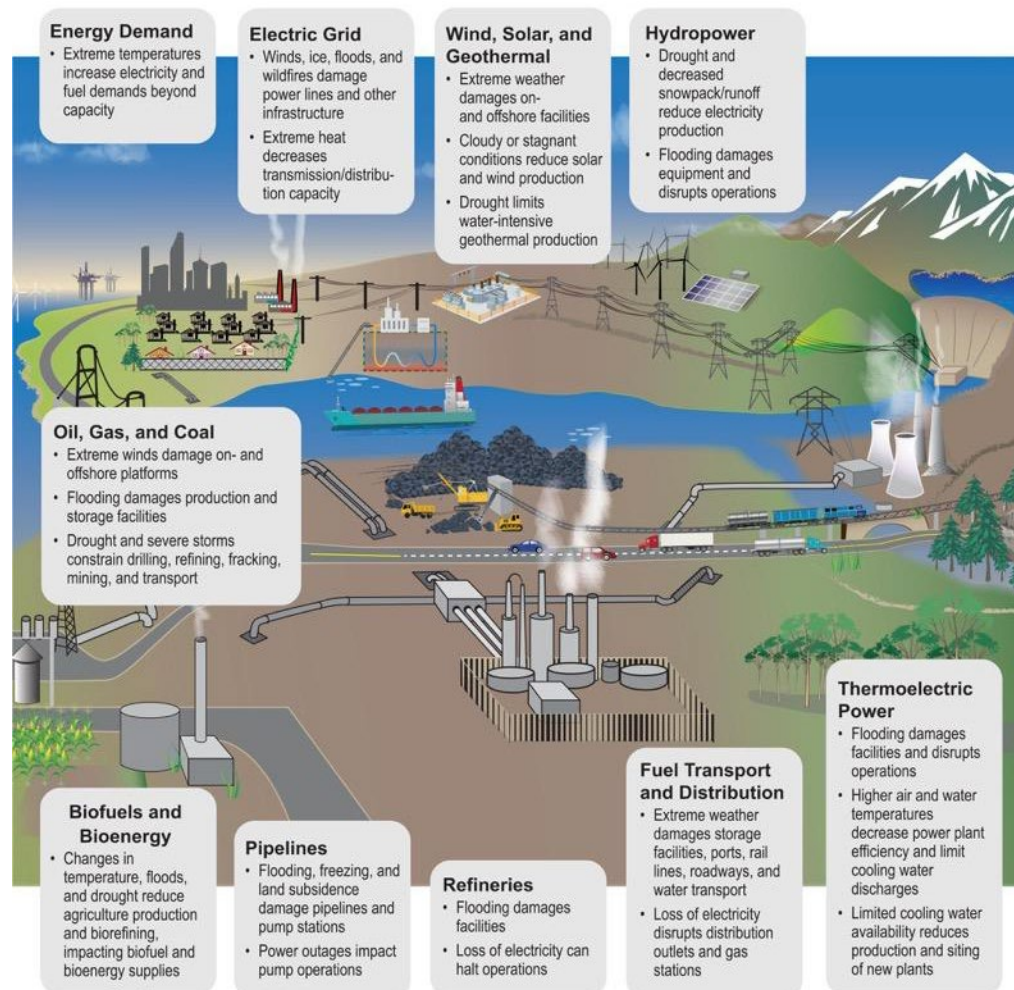 Energy Demand
• Extreme temperatures
increase electricity and
fuel demands beyond
capacity
Electric Grid
• Winds, ice, floods, and
wildfires damage
power lines and other
infrastructure
• Extreme heat
decreases
transmission/distribu-
tion capacity
Wind, Solar, and
Geothermal
• Extreme weather
damages on-
and offshore facilities
• Cloudy or stagnant
conditions reduce solar
and wind production
• Drought limits
water-intensive
geothermal production
Hydropower
• Drought and
decreased
snowpack/runoff
reduce electricity
production
• Flooding damages
equipment and
disrupts operations
Oil, Gas, and Coal
• Extreme winds damage on- and
offshore platforms
• Flooding damages production and
storage facilities
• Drought and severe storms
constrain drilling, refining, fracking,
mining, and transport
Biofuels and
Bioenergy
• Changes in
temperature, floods,
and drought reduce
agriculture production
and biorefining,
impacting biofuel and
bioenergy supplies
Pipelines
• Flooding, freezing, and
land subsidence
damage pipelines and
pump stations
• Power outages impact
pump operations
Refineries
• Flooding damages
facilities
• Loss of electricity can
halt operations
Fuel Transport
and Distribution
• Extreme weather
damages storage
facilities, ports, rail
lines, roadways, and
water transport
• Loss of electricity
disrupts distribution
outlets and gas
stations
Thermoelectric
Power
• Flooding damages
facilities and disrupts
operations
• Higher air and water
temperatures
decrease power plant
efficiency and limit
cooling water
discharges
• Limited cooling water
availability reduces
production and siting
of new plants